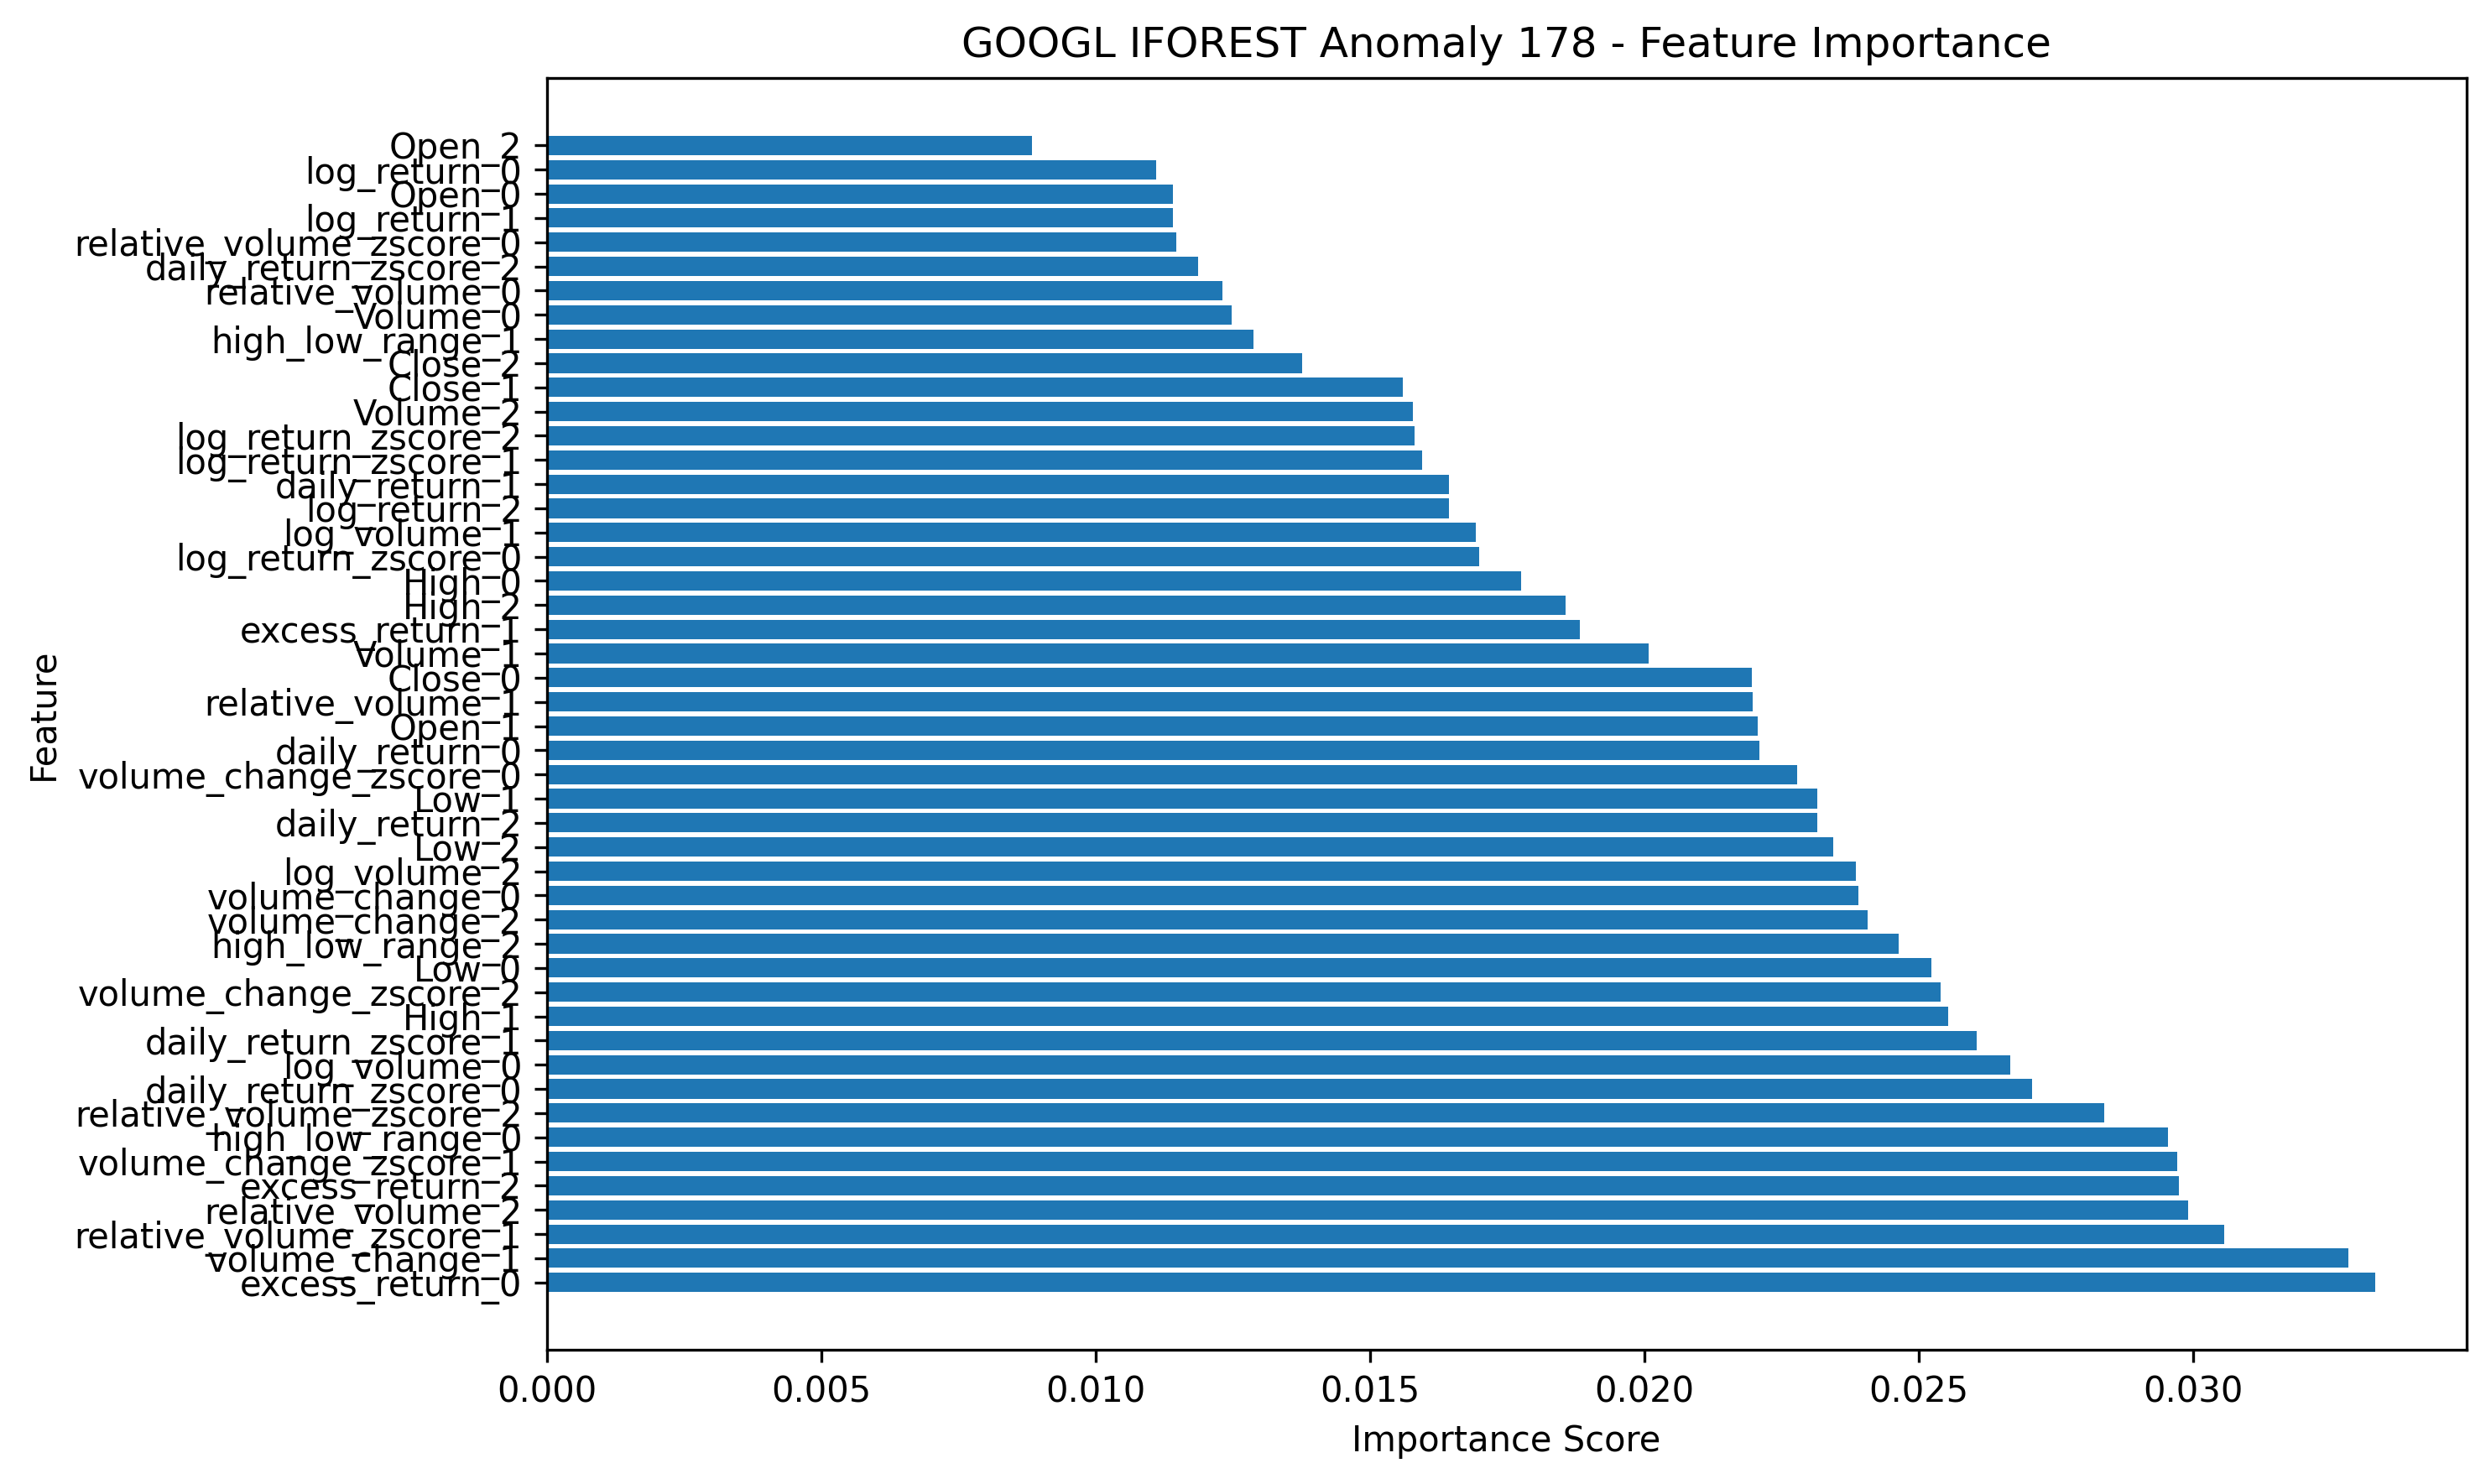 GOOGL IFOREST Anomaly 178 - Feature Importance
Open_2
log_return_0
Open_0
log_return_1
relative_volume_zscore_0
daily_return_zscore_2
relative_volume_0
Volume_0
high_low_range_1
Close_2
Close_1
Volume_2
log_return_zscore_2
log_return_zscore_1
daily_return_1
log_return_2
log_volume_1
log_return_zscore_0
High_0
High_2
excess_return_1
Volume_1
Close_0
relative_volume_1
Open_1
daily_return_0
volume_change_zscore_0
Low_1
daily_return_2
Low_2
log_volume_2
volume_change_0
volume_change_2
high_low_range_2
Low_0
volume_change_zscore_2
High_1
daily_return_zscore_1
log_volume_0
daily_return_zscore_0
relative_volume_zscore_2
high_low_range_0
volume_change_zscore_1
excess_return_2
relative_volume_2
relative_volume_zscore_1
volume_change_1
excess_return_0
Feature
0.000 0.005 0.010 0.015 0.020 0.025 0.030
Importance Score